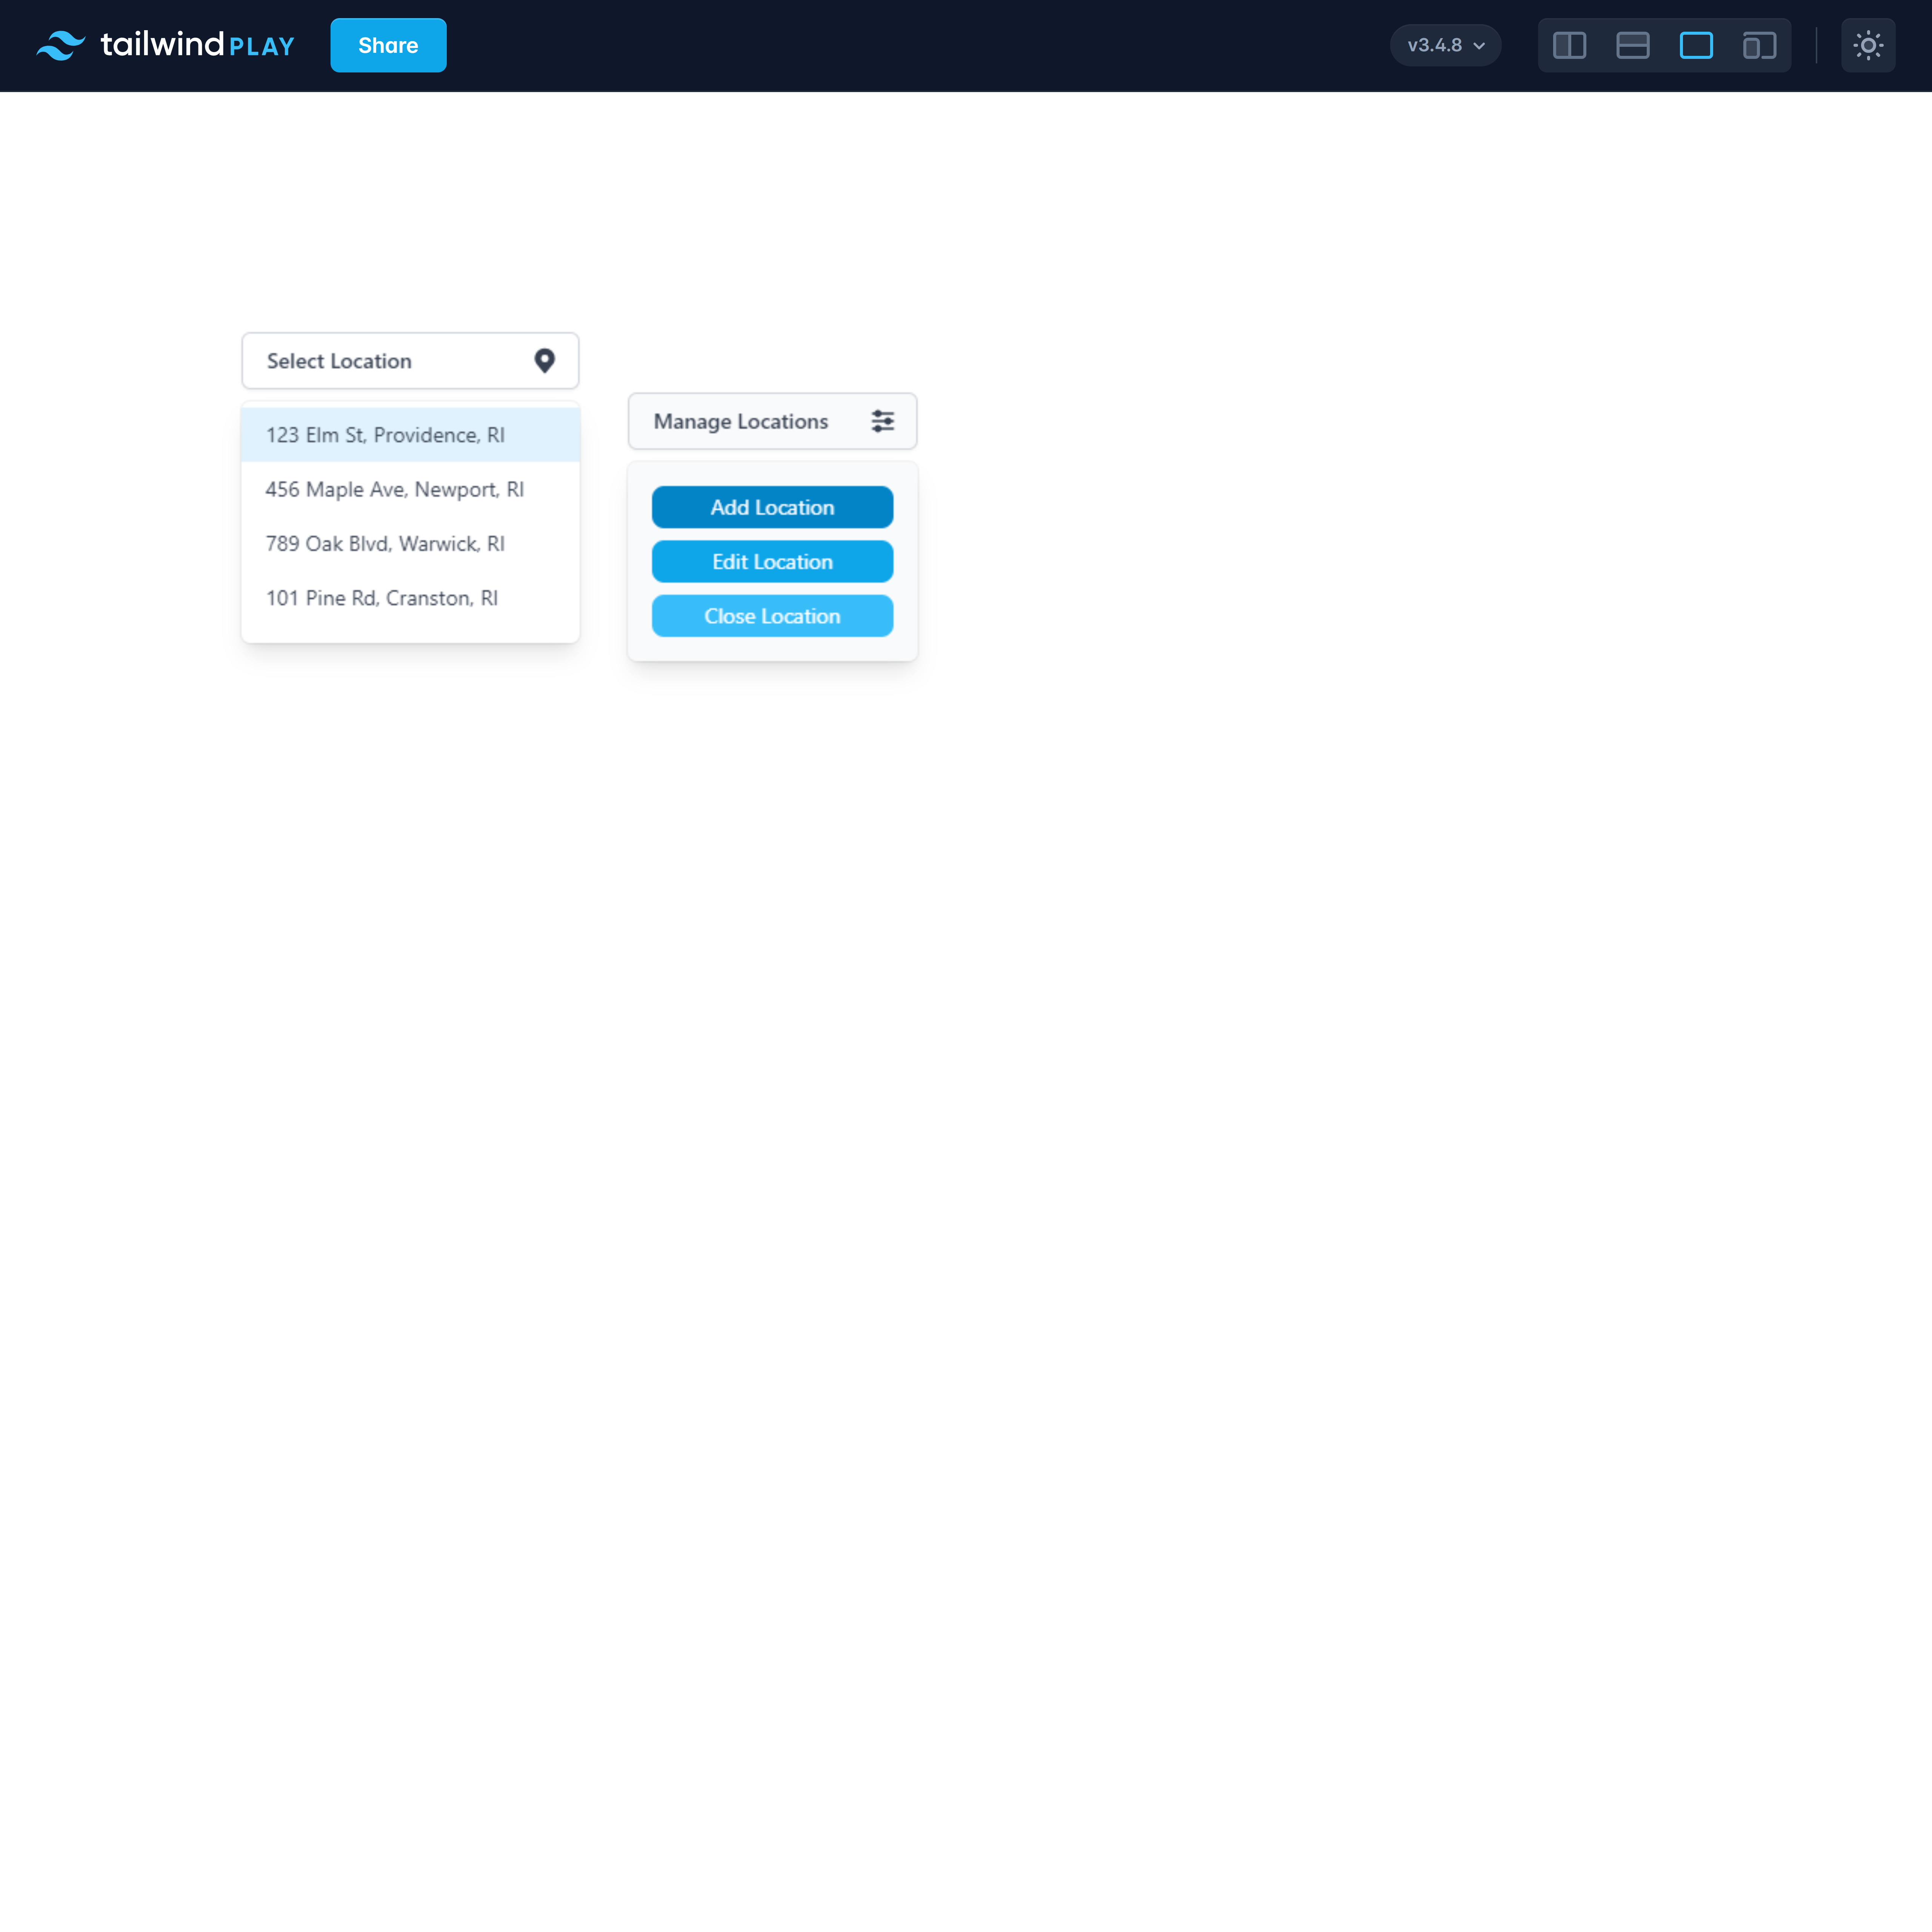 tailwind PLAY
Share
v3.4.8
Select Location
123 Elm St, Providence, RI
456 Maple Ave, Newport, RI
789 Oak Blvd, Warwick, RI
101 Pine Rd, Cranston, RI
Manage Locations
Add Location
Edit Location
Close Location